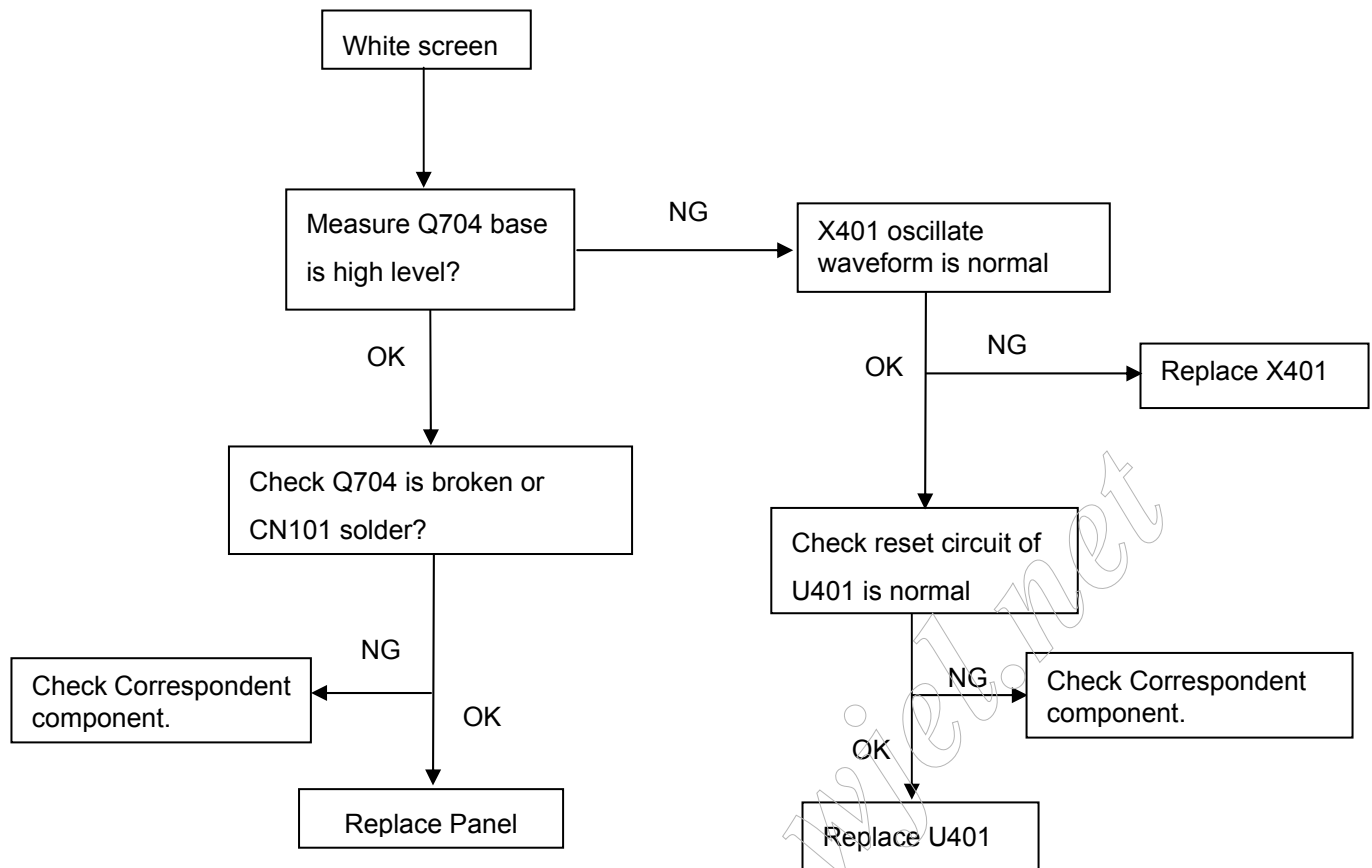 White screen
Measure Q704 base
is high level?
NG
X401 oscillate
waveform is normal
OK
OK
NG
Replace X401
Check Q704 is broken or
CN101 solder?
Check reset circuit of
U401 is normal
NG
Check Correspondent
component.
OK
NG
Check Correspondent
component.
OK
Replace Panel
Replace U401
wjel.net